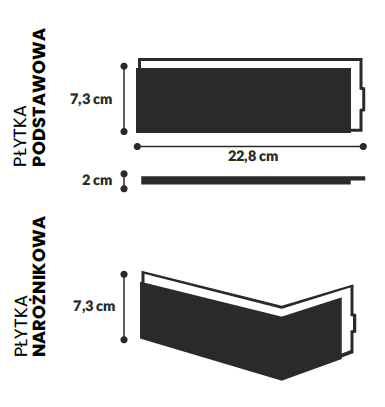 PŁYTKA
PODSTAWOWA
7,3 cm
22,8 cm
2 cm
PŁYTKA
NAROŻNIKOWA
7,3 cm